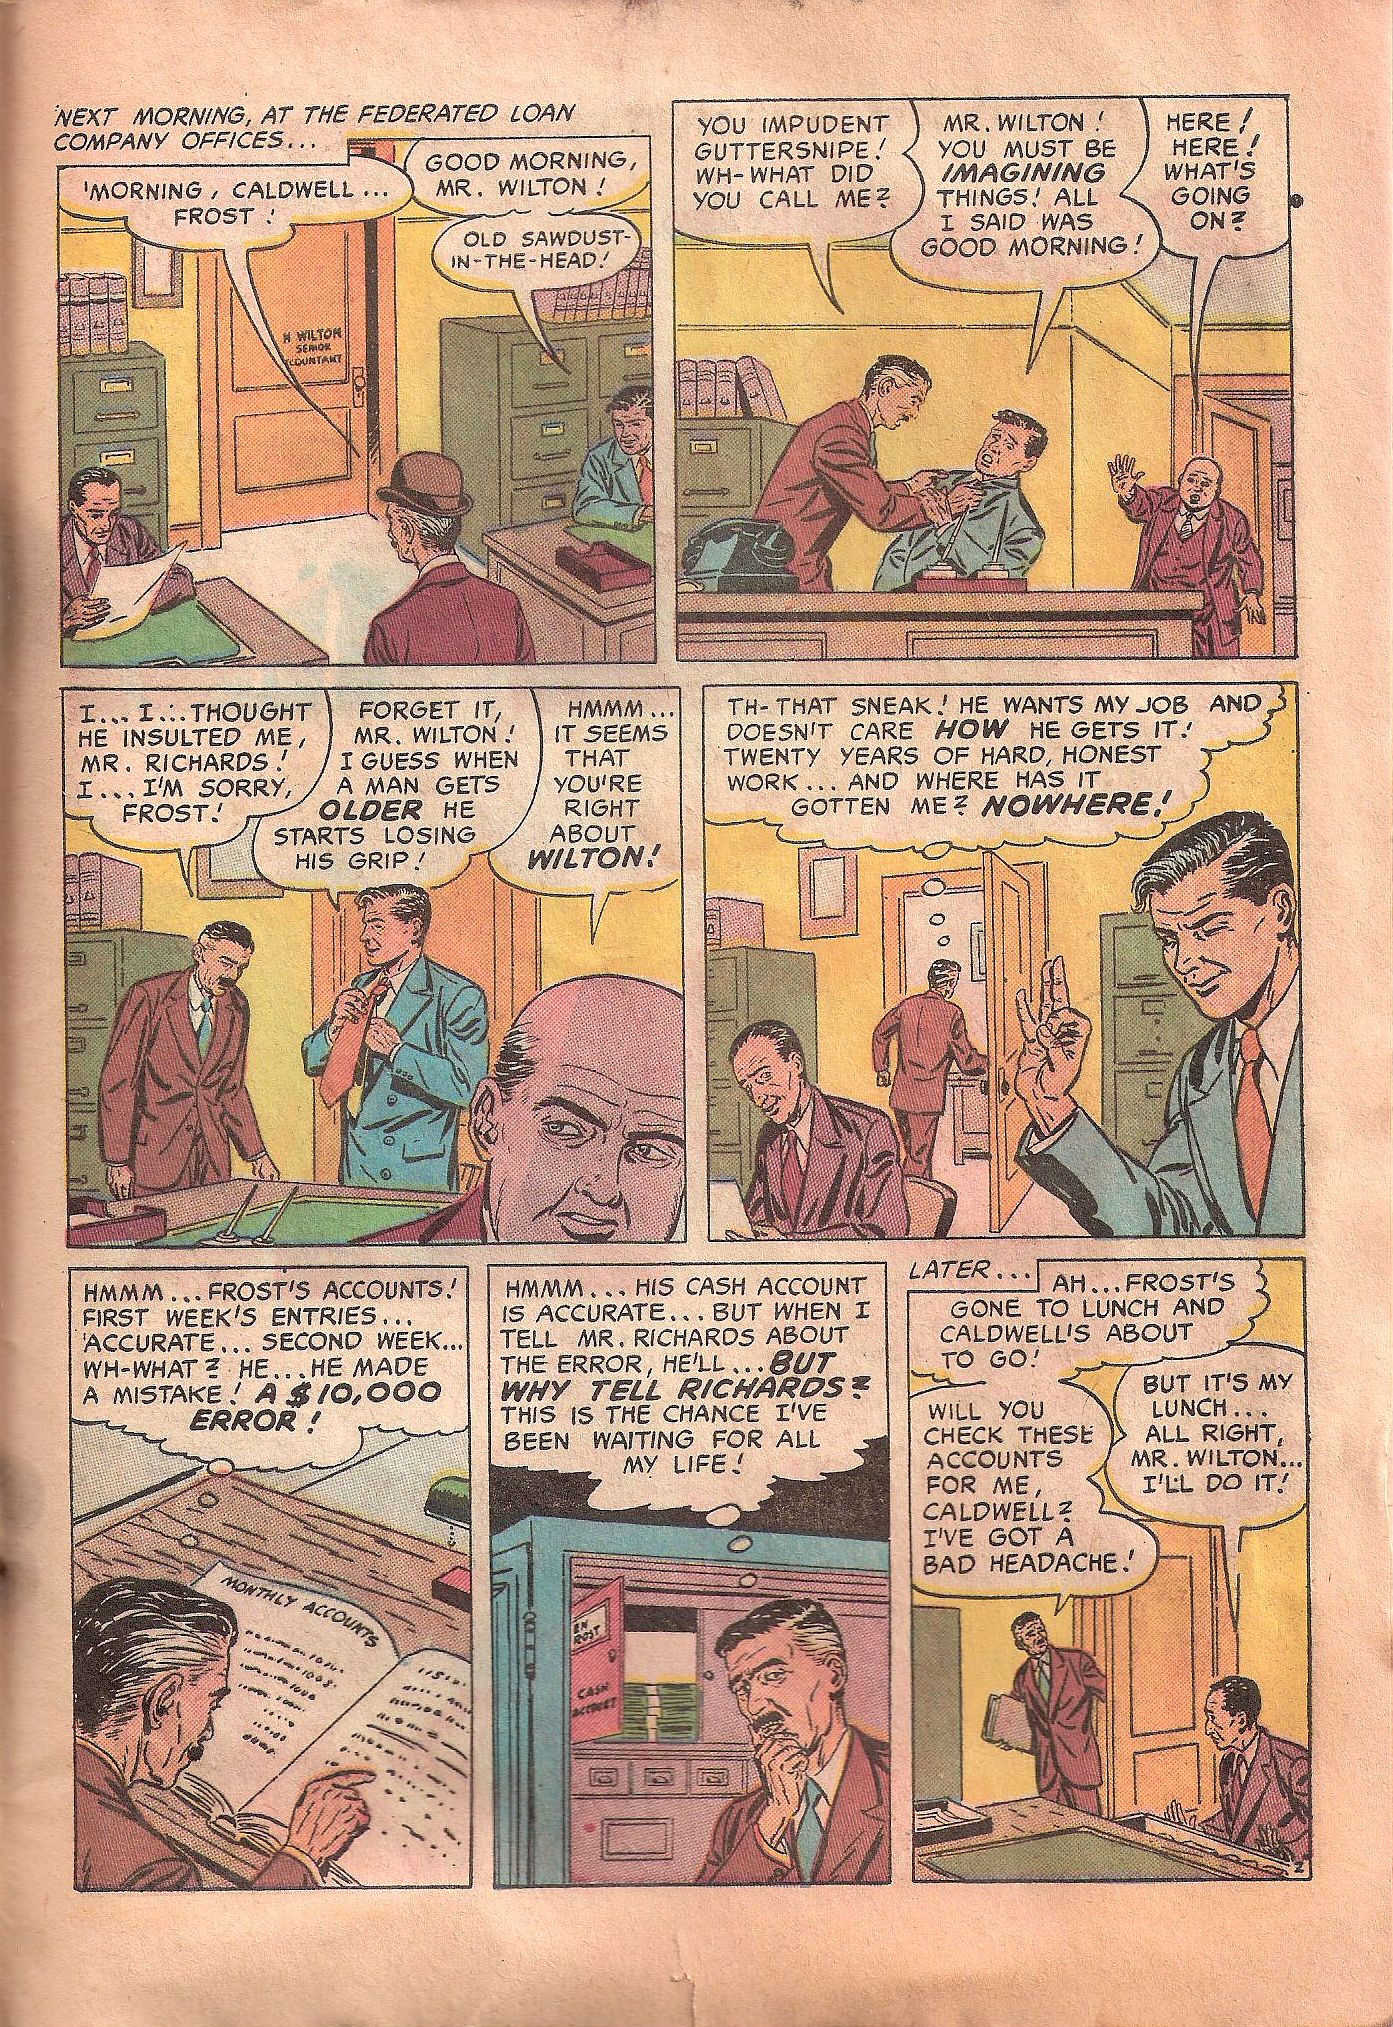 NEXT MORNING, AT THE FEDERATED LOAN
COMPANY OFFICES...
'MORNING, CALDWELL...
FROST!
GOOD MORNING,
MR. WILTON!
OLD SAWDUST-
IN-THE-HEAD!
H WILTON
SENIOR
COUNTANT
YOU IMPUDENT
GUTTERSNIPE!
WH-WHAT DID
YOU CALL ME?
MR. WILTON!
YOU MUST BE
IMAGINING
THINGS! ALL
I SAID WAS
GOOD MORNING!
HERE!
HERE!
WHAT'S
GOING
ON?
I... I... THOUGHT
HE INSULTED ME,
MR. RICHARDS!
I... I'M SORRY,
FROST!
FORGET IT,
MR. WILTON!
I GUESS WHEN
A MAN GETS
OLDER HE
STARTS LOSING
HIS GRIP!
HMMM...
IT SEEMS
THAT
YOU'RE
RIGHT
ABOUT
WILTON!
TH-THAT SNEAK! HE WANTS MY JOB AND
DOESN'T CARE HOW HE GETS IT!
TWENTY YEARS OF HARD, HONEST
WORK... AND WHERE HAS IT
GOTTEN ME? NOWHERE!
HMMM... FROST'S ACCOUNTS!
FIRST WEEK'S ENTRIES...
ACCURATE... SECOND WEEK...
WH-WHAT? HE... HE MADE
A MISTAKE! A $10,000
ERROR!
MONTHLY ACCOUNTS
HMMM... HIS CASH ACCOUNT
IS ACCURATE... BUT WHEN I
TELL MR. RICHARDS ABOUT
THE ERROR, HE'LL... BUT
WHY TELL RICHARDS?
THIS IS THE CHANCE I'VE
BEEN WAITING FOR ALL
MY LIFE!
EN
ROST
CASH
ACCOUNT
LATER...
AH... FROST'S
GONE TO LUNCH AND
CALDWELL'S ABOUT
TO GO!
WILL YOU
CHECK THESE
ACCOUNTS
FOR ME,
CALDWELL?
I'VE GOT A
BAD HEADACHE!
BUT IT'S MY
LUNCH...
ALL RIGHT,
MR. WILTON...
I'LL DO IT!
2